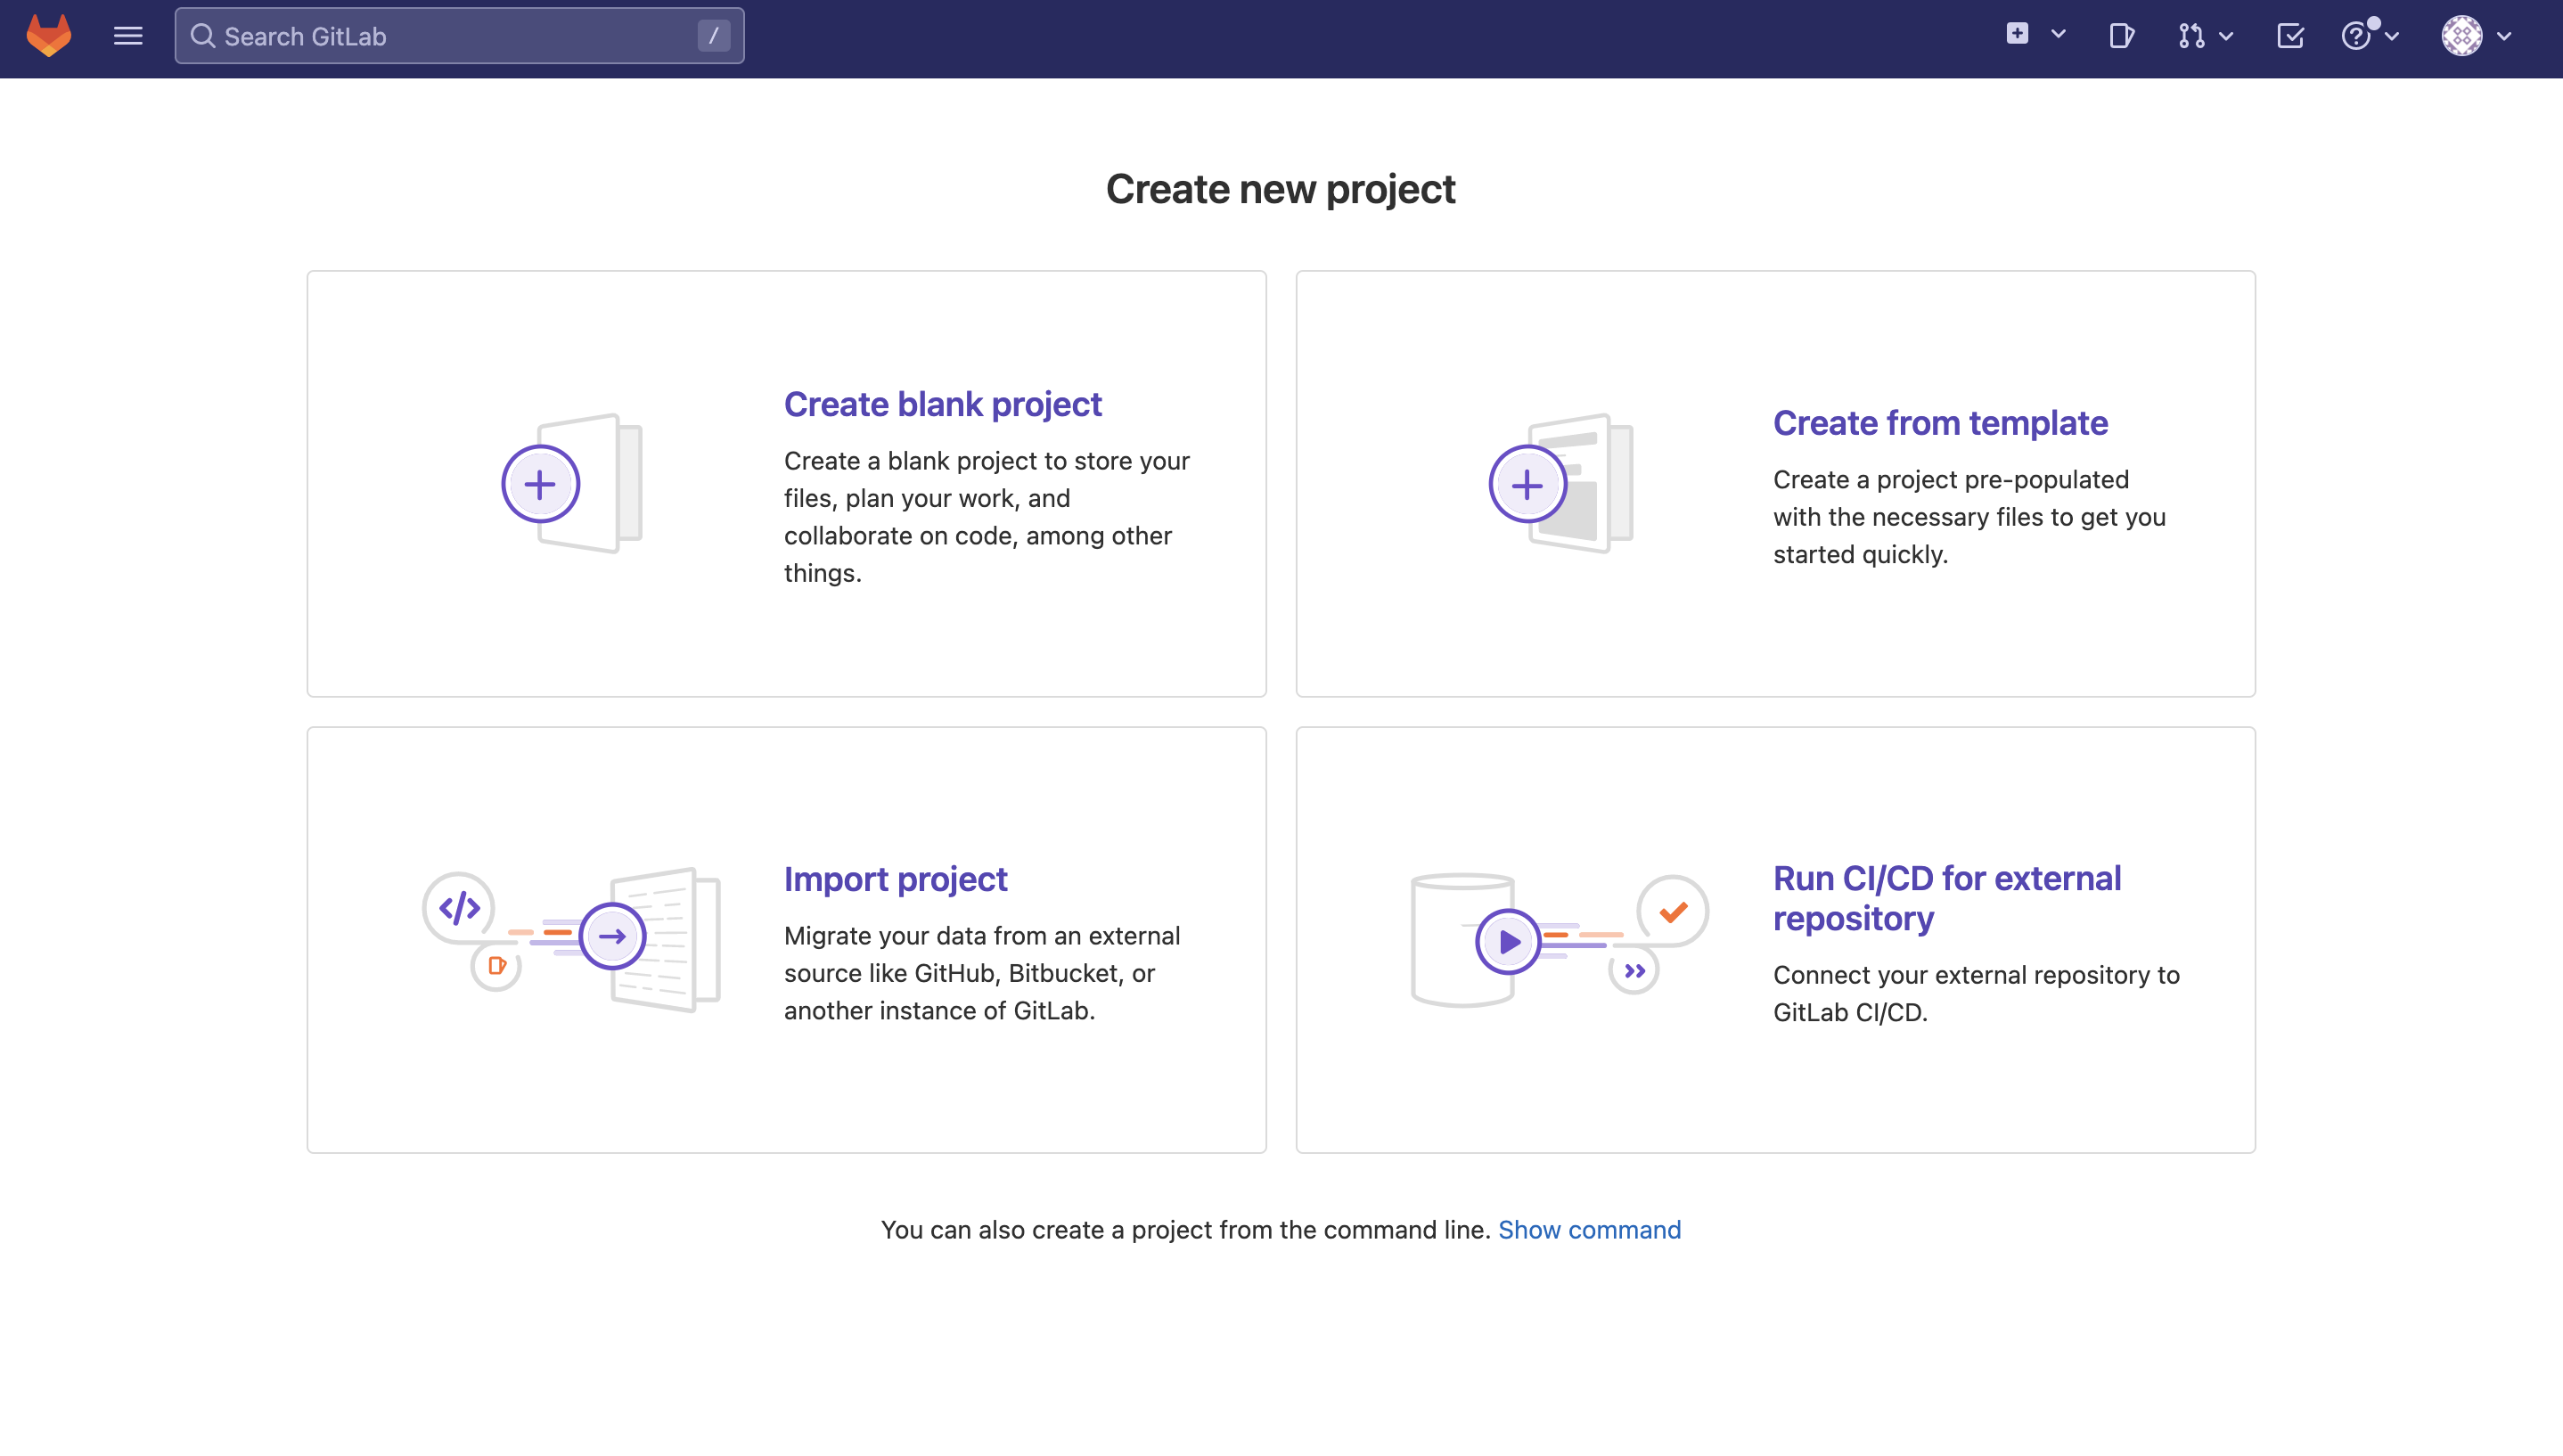 Search GitLab /
Create new project
Create blank project
Create a blank project to store your
files, plan your work, and
collaborate on code, among other
things.
Create from template
Create a project pre-populated
with the necessary files to get you
started quickly.
Import project
Migrate your data from an external
source like GitHub, Bitbucket, or
another instance of GitLab.
Run CI/CD for external
repository
Connect your external repository to
GitLab CI/CD.
You can also create a project from the command line. Show command